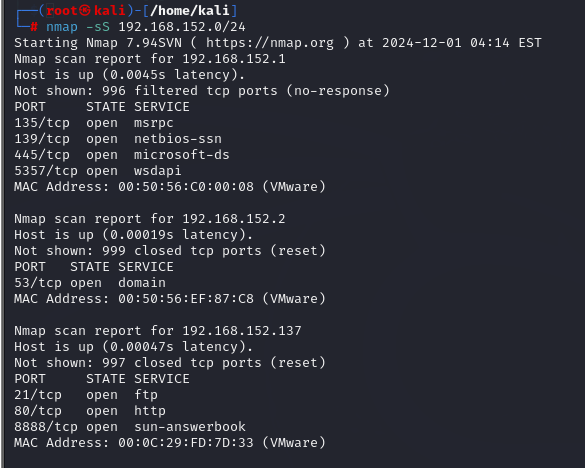 (root㉿kali)-[/home/kali]
# nmap -sS 192.168.152.0/24
Starting Nmap 7.94SVN ( https://nmap.org ) at 2024-12-01 04:14 EST
Nmap scan report for 192.168.152.1
Host is up (0.0045s latency).
Not shown: 996 filtered tcp ports (no-response)
PORT     STATE SERVICE
135/tcp  open  msrpc
139/tcp  open  netbios-ssn
445/tcp  open  microsoft-ds
5357/tcp open  wsdapi
MAC Address: 00:50:56:C0:00:08 (VMware)

Nmap scan report for 192.168.152.2
Host is up (0.00019s latency).
Not shown: 999 closed tcp ports (reset)
PORT   STATE SERVICE
53/tcp open  domain
MAC Address: 00:50:56:EF:87:C8 (VMware)

Nmap scan report for 192.168.152.137
Host is up (0.00047s latency).
Not shown: 997 closed tcp ports (reset)
PORT     STATE SERVICE
21/tcp   open  ftp
80/tcp   open  http
8888/tcp open  sun-answerbook
MAC Address: 00:0C:29:FD:7D:33 (VMware)